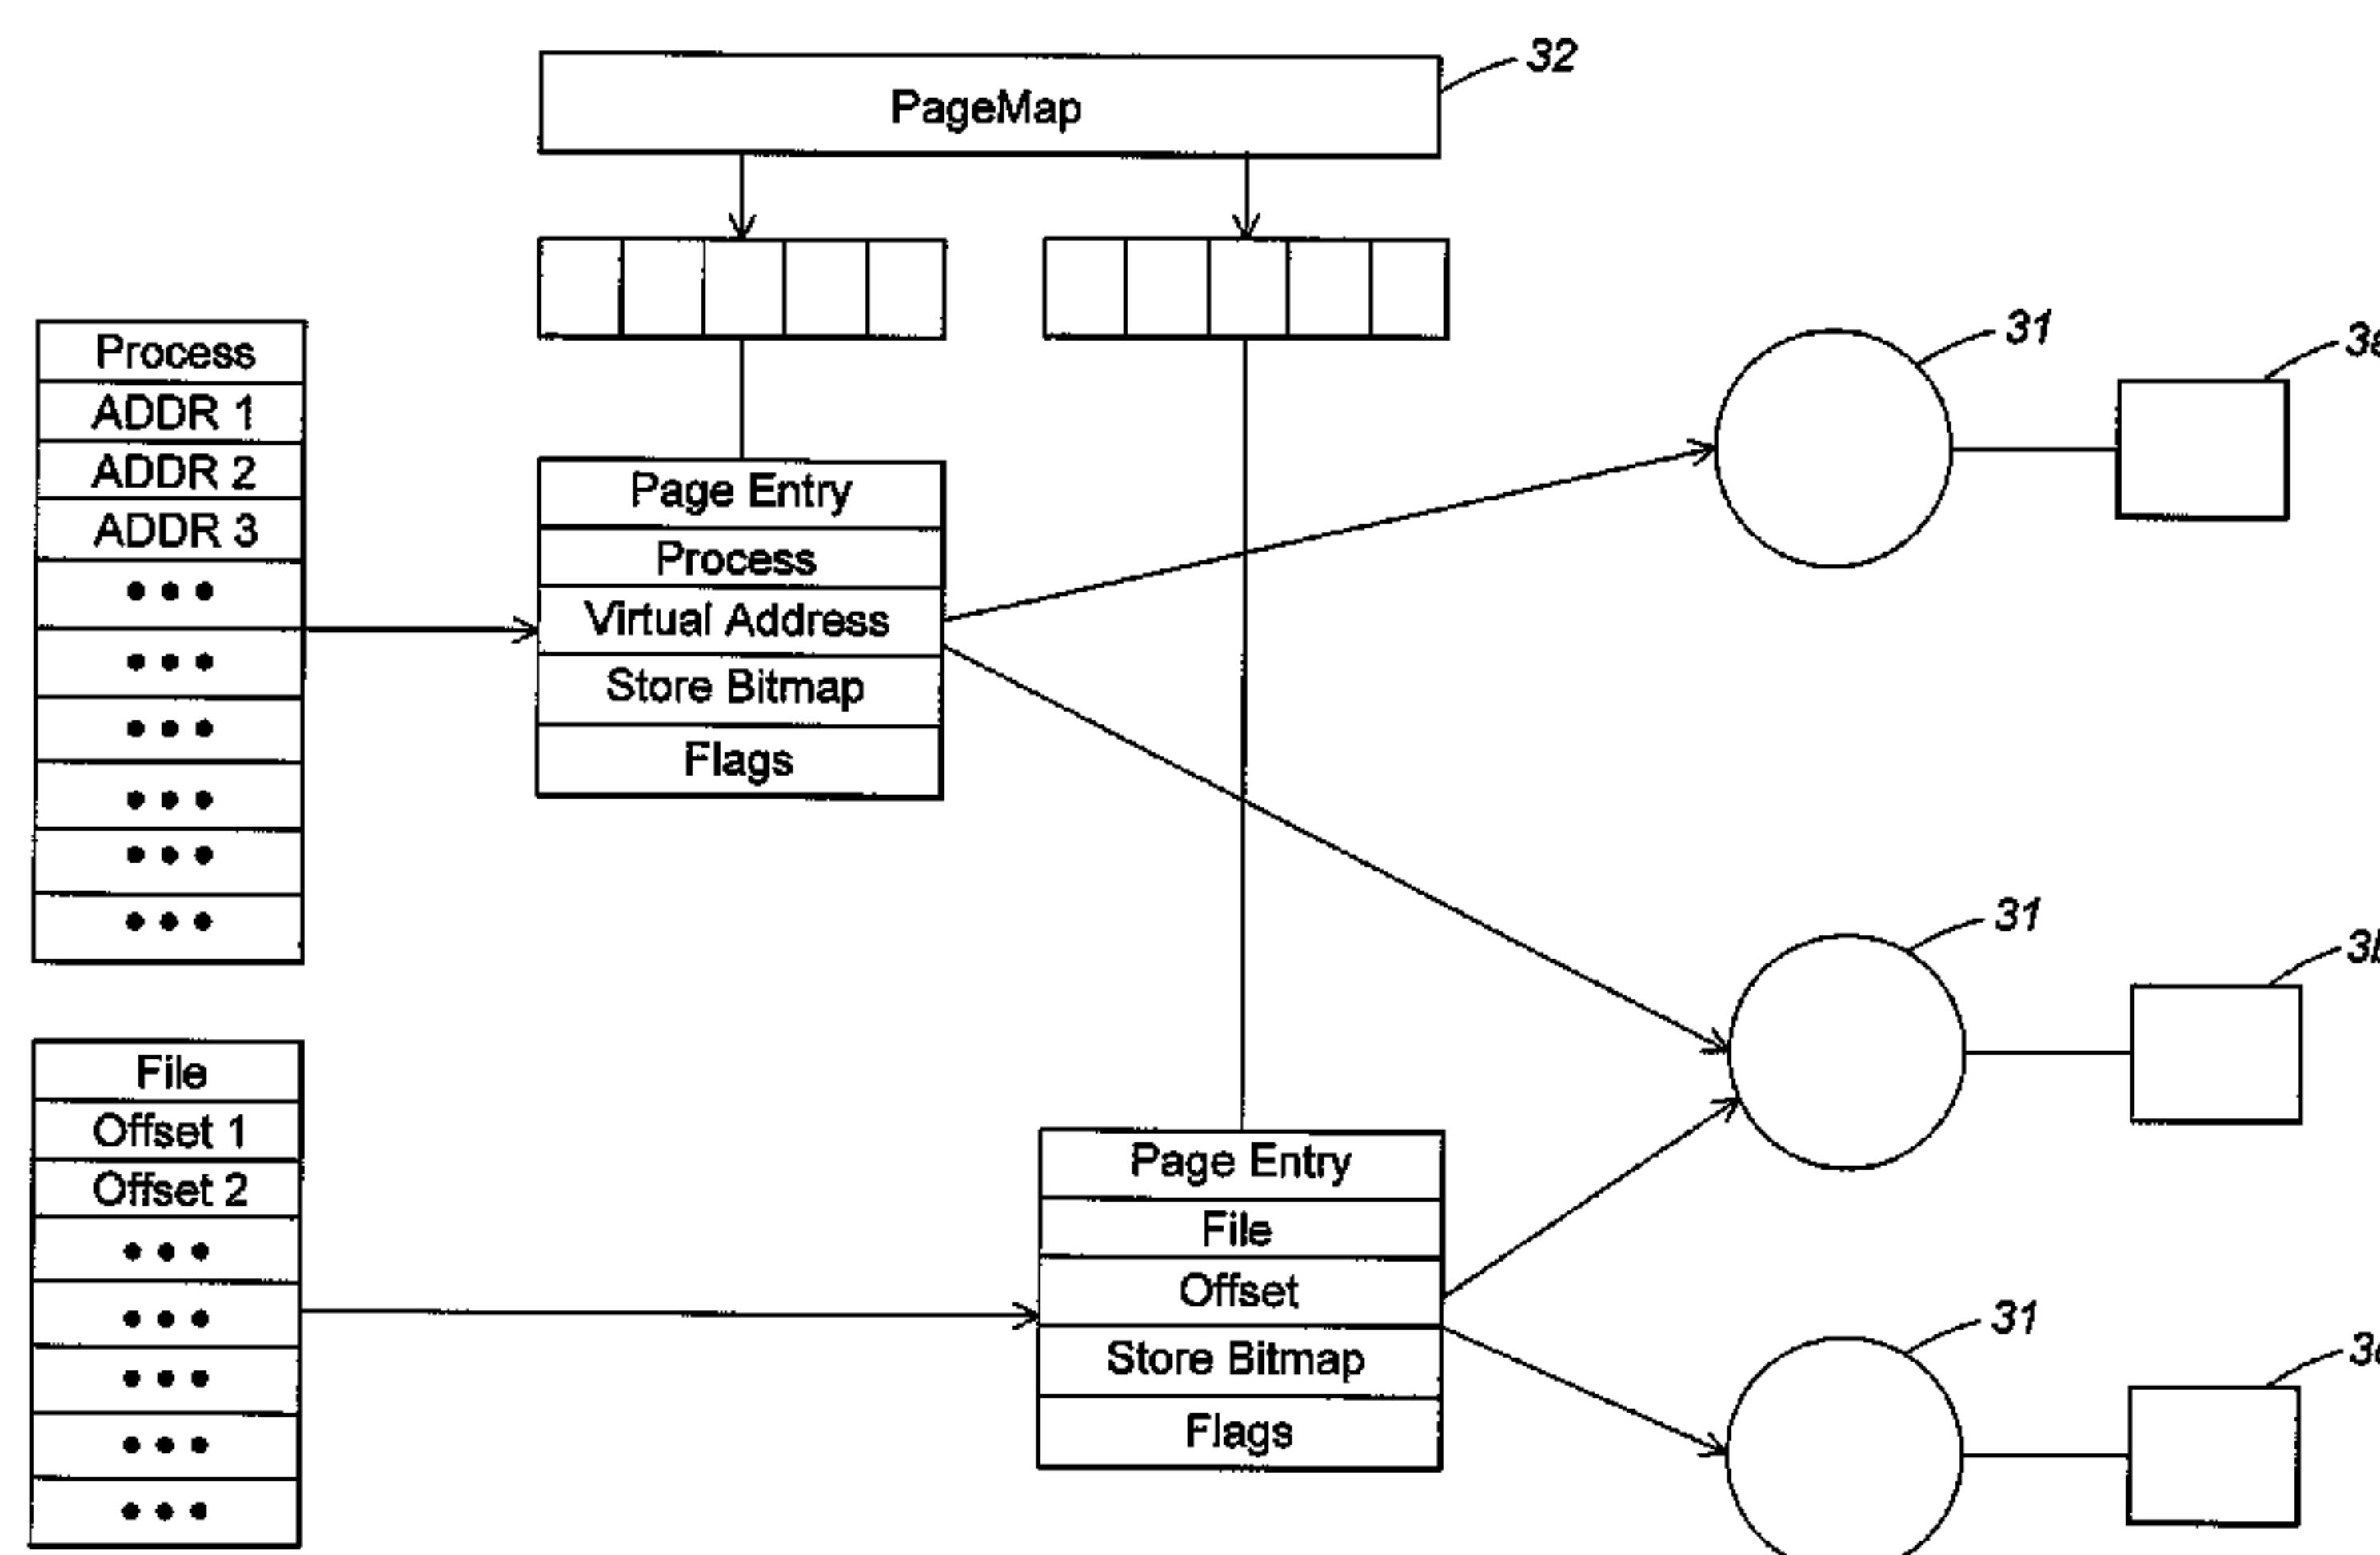 32
PageMap
Process
ADDR 1
ADDR 2
ADDR 3
•••
•••
•••
•••
•••
•••
Page Entry
Process
Virtual Address
Store Bitmap
Flags
31
31
File
Offset 1
Offset 2
•••
•••
•••
•••
•••
Page Entry
File
Offset
Store Bitmap
Flags
31